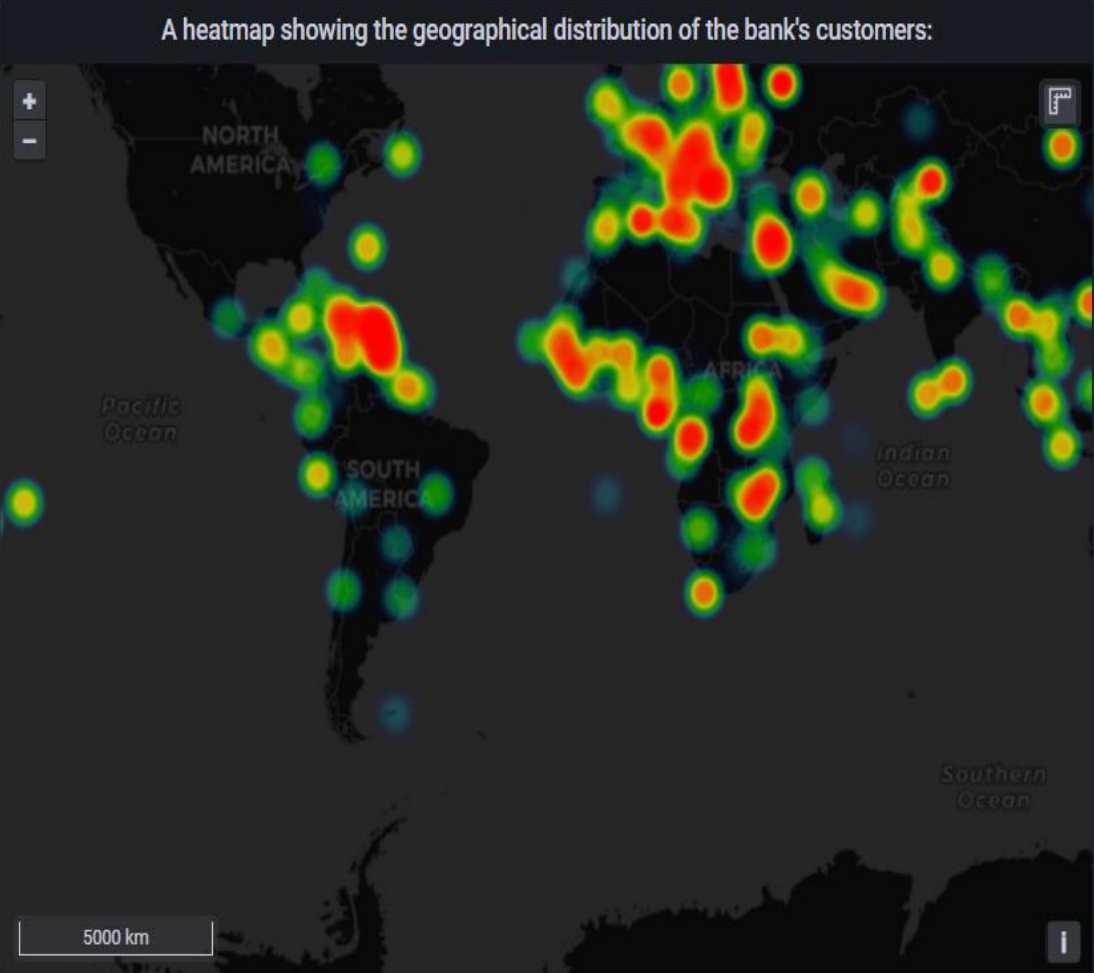 A heatmap showing the geographical distribution of the bank's customers:
+
−
NORTH
AMERICA
AFRICA
Pacific
Ocean
Indian
Ocean
SOUTH
AMERICA
Southern
Ocean
5000 km
i